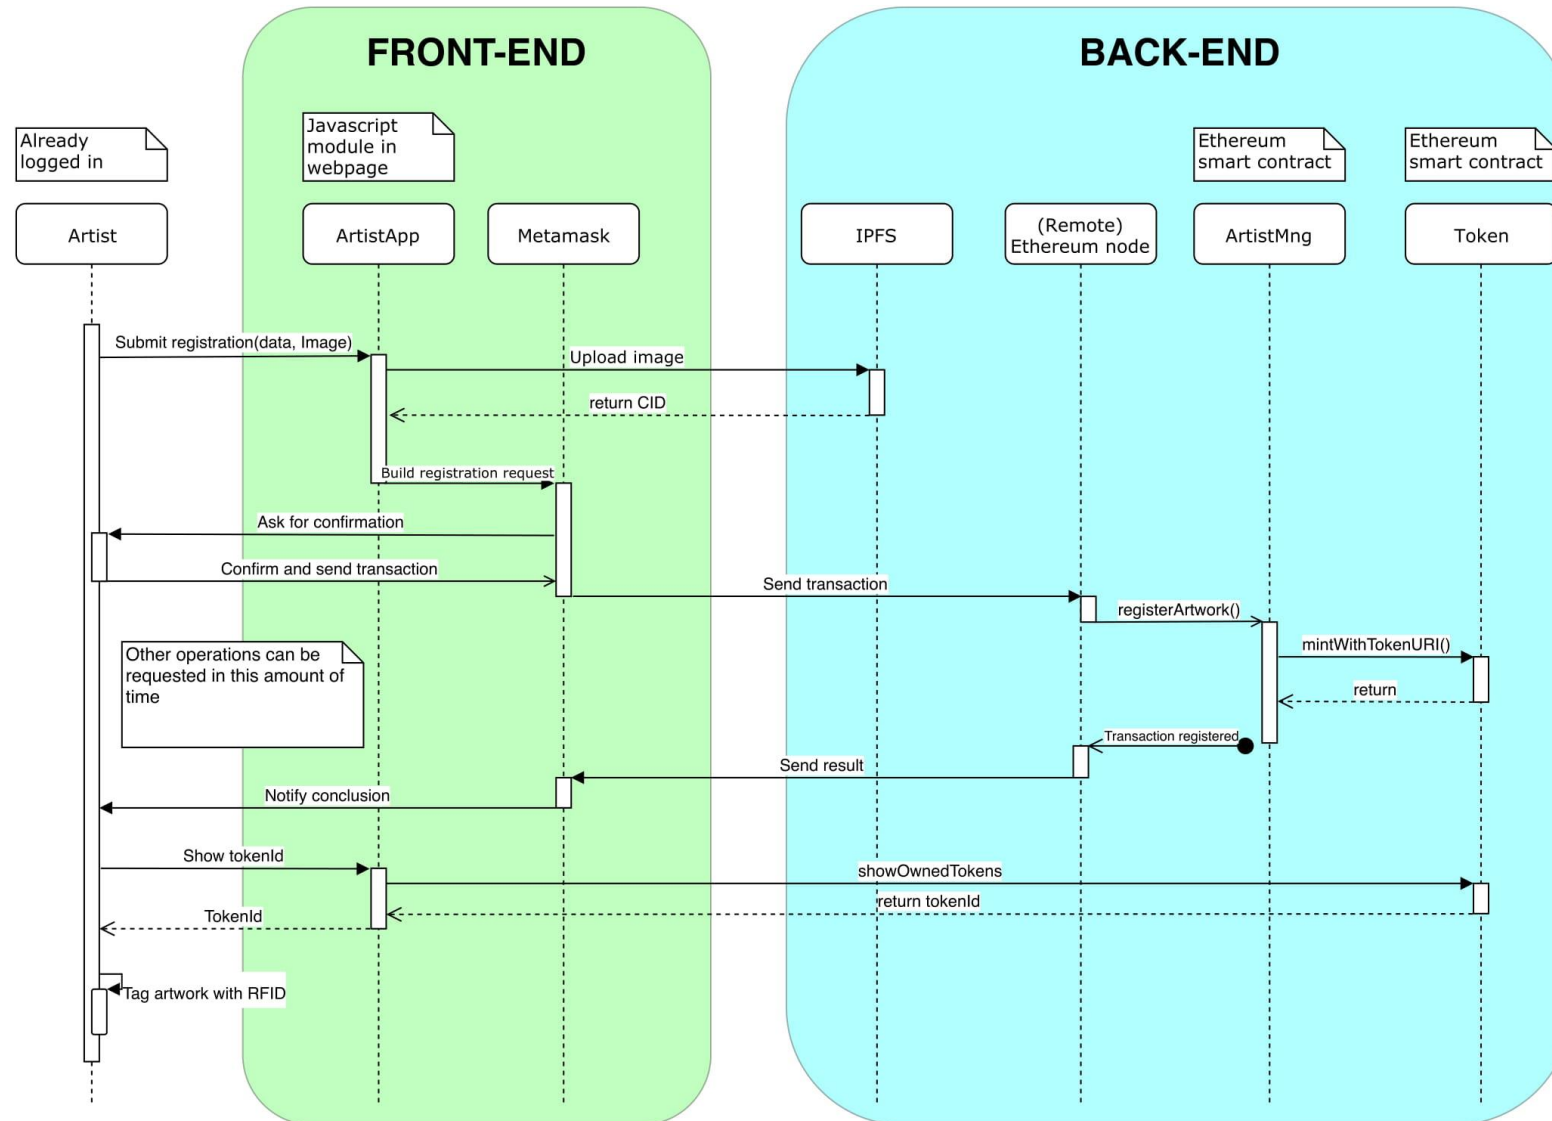 FRONT-END
BACK-END
Already
logged in
Javascript
module in
webpage
Ethereum
smart contract
Ethereum
smart contract
Artist
ArtistApp
Metamask
IPFS
(Remote)
Ethereum node
ArtistMng
Token
Submit registration(data, Image)
Upload image
return CID
Build registration request
Ask for confirmation
Confirm and send transaction
Send transaction
registerArtwork()
mintWithTokenURI()
return
Other operations can be
requested in this amount of
time
Transaction registered
Send result
Notify conclusion
Show tokenId
showOwnedTokens
return tokenId
TokenId
Tag artwork with RFID